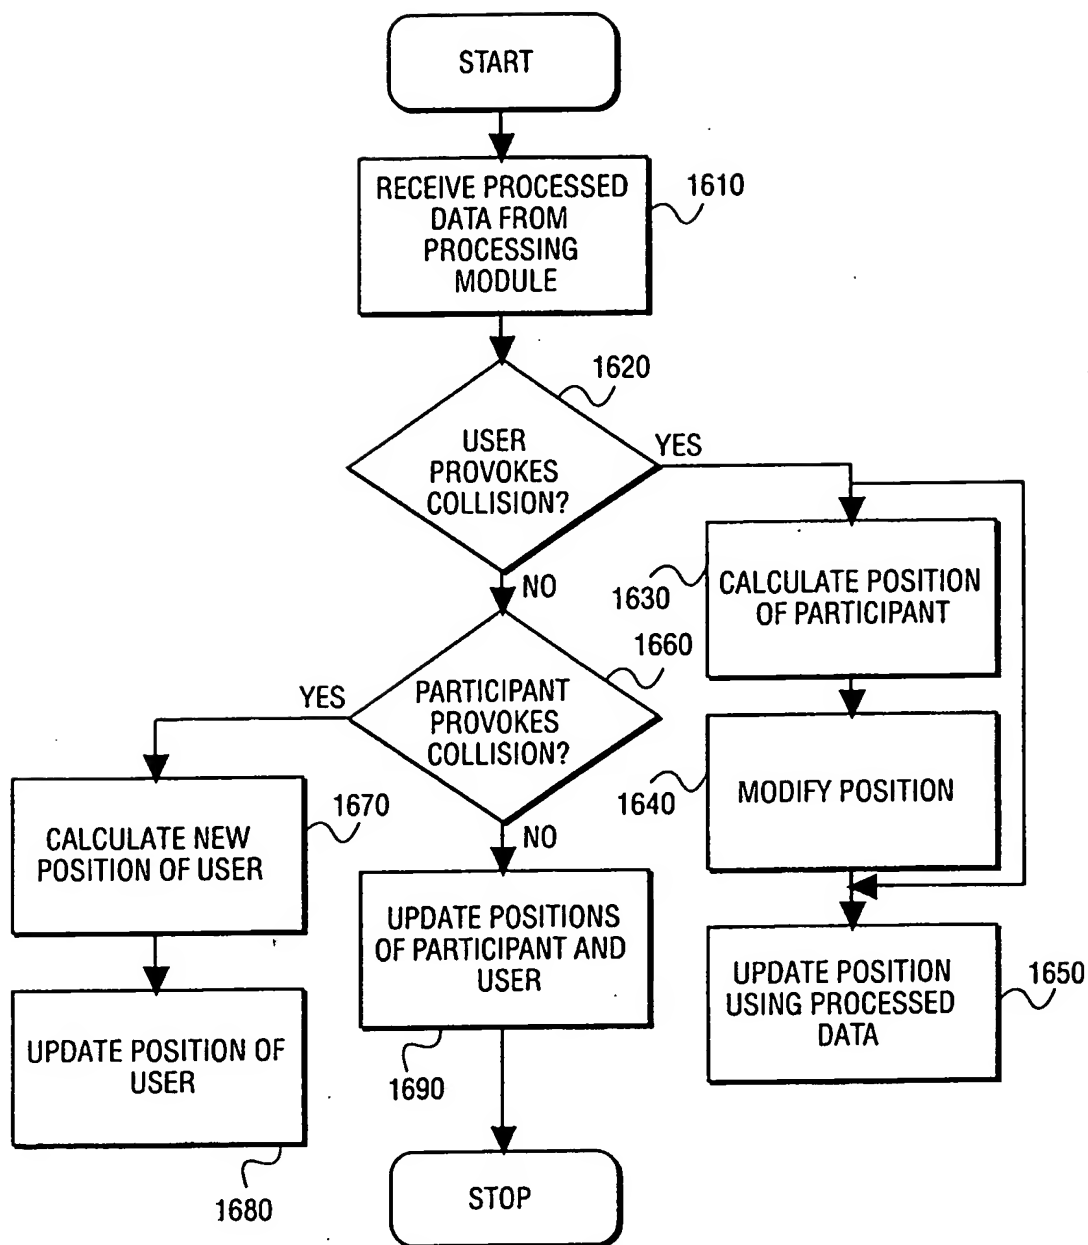 START
RECEIVE PROCESSED
DATA FROM
PROCESSING
MODULE
1610
1620
USER
PROVOKES
COLLISION?
YES
NO
1630
CALCULATE POSITION
OF PARTICIPANT
1660
YES
PARTICIPANT
PROVOKES
COLLISION?
NO
1640
MODIFY POSITION
1670
CALCULATE NEW
POSITION OF USER
UPDATE POSITIONS
OF PARTICIPANT AND
USER
1690
UPDATE POSITION
USING PROCESSED
DATA
1650
UPDATE POSITION OF
USER
1680
STOP